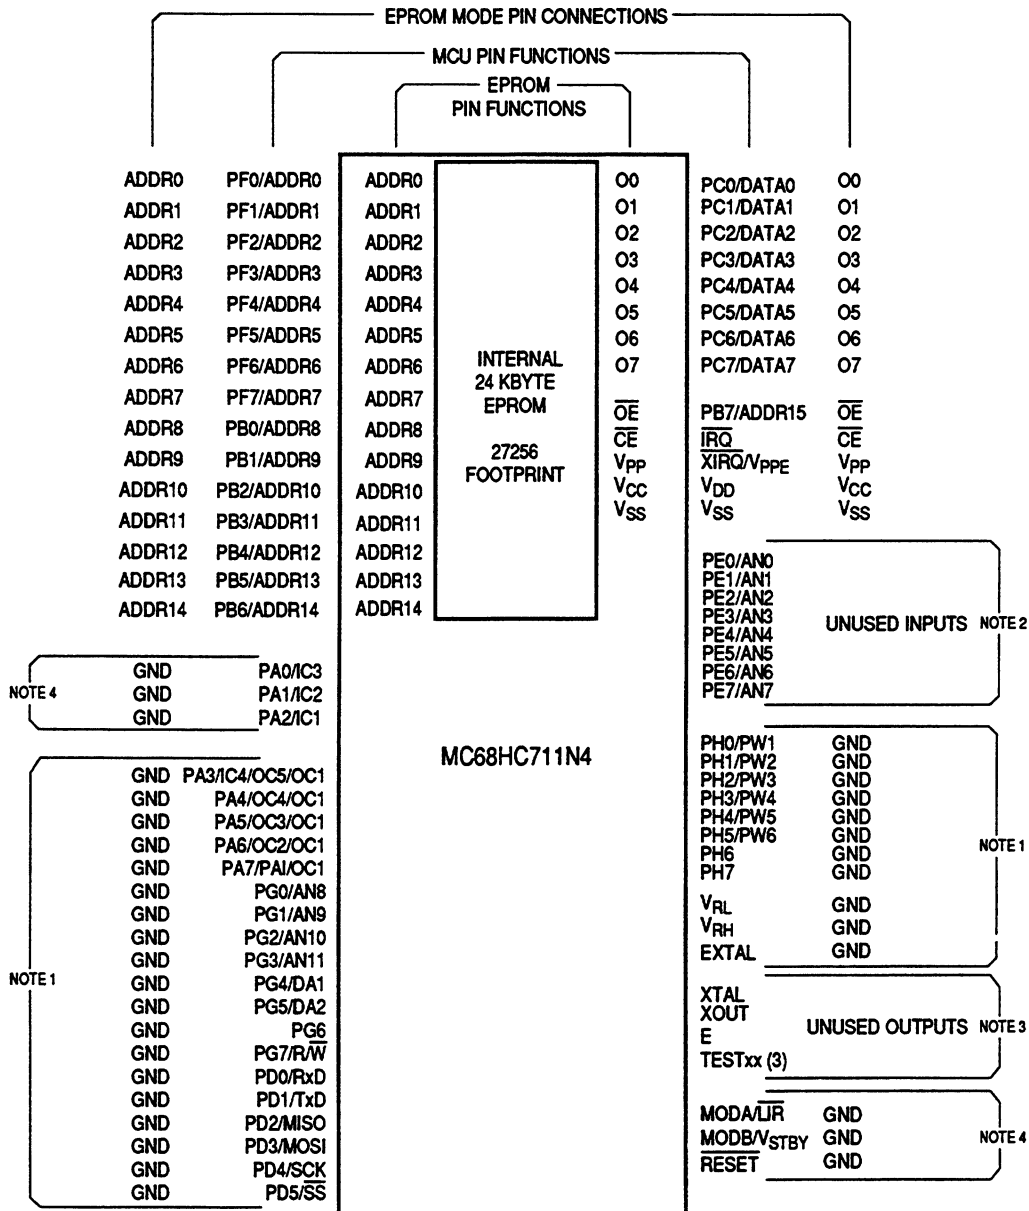 EPROM MODE PIN CONNECTIONS
MCU PIN FUNCTIONS
EPROM
PIN FUNCTIONS
ADDR0 PF0/ADDR0 ADDR0 O0 PC0/DATA0 O0
ADDR1 PF1/ADDR1 ADDR1 O1 PC1/DATA1 O1
ADDR2 PF2/ADDR2 ADDR2 O2 PC2/DATA2 O2
ADDR3 PF3/ADDR3 ADDR3 O3 PC3/DATA3 O3
ADDR4 PF4/ADDR4 ADDR4 O4 PC4/DATA4 O4
ADDR5 PF5/ADDR5 ADDR5 O5 PC5/DATA5 O5
ADDR6 PF6/ADDR6 ADDR6 O6 PC6/DATA6 O6
ADDR7 PF7/ADDR7 ADDR7 O7 PC7/DATA7 O7
ADDR8 PB0/ADDR8 ADDR8 O̅E̅ PB7/ADDR15 O̅E̅
ADDR9 PB1/ADDR9 ADDR9 C̅E̅ I̅R̅Q̅ C̅E̅
ADDR10 PB2/ADDR10 ADDR10 VPP X̅I̅R̅Q̅/VPPE VPP
ADDR11 PB3/ADDR11 ADDR11 VCC VDD VCC
ADDR12 PB4/ADDR12 ADDR12 VSS VSS VSS
ADDR13 PB5/ADDR13 ADDR13
ADDR14 PB6/ADDR14 ADDR14
INTERNAL
24 KBYTE
EPROM
27256
FOOTPRINT
MC68HC711N4
NOTE 4
GND PA0/IC3
GND PA1/IC2
GND PA2/IC1
NOTE 1
GND PA3/IC4/OC5/OC1
GND PA4/OC4/OC1
GND PA5/OC3/OC1
GND PA6/OC2/OC1
GND PA7/PAI/OC1
GND PG0/AN8
GND PG1/AN9
GND PG2/AN10
GND PG3/AN11
GND PG4/DA1
GND PG5/DA2
GND PG6
GND PG7/R/W̅
GND PD0/RxD
GND PD1/TxD
GND PD2/MISO
GND PD3/MOSI
GND PD4/SCK
GND PD5/S̅S̅
PE0/AN0
PE1/AN1
PE2/AN2
PE3/AN3
PE4/AN4
PE5/AN5
PE6/AN6
PE7/AN7
UNUSED INPUTS NOTE 2
PH0/PW1 GND
PH1/PW2 GND
PH2/PW3 GND
PH3/PW4 GND
PH4/PW5 GND
PH5/PW6 GND
PH6 GND
PH7 GND
VRL GND
VRH GND
EXTAL GND
NOTE 1
XTAL
XOUT
E
TESTxx (3)
UNUSED OUTPUTS NOTE 3
MODA/L̅I̅R̅ GND
MODB/VSTBY GND
R̅E̅S̅E̅T̅ GND
NOTE 4